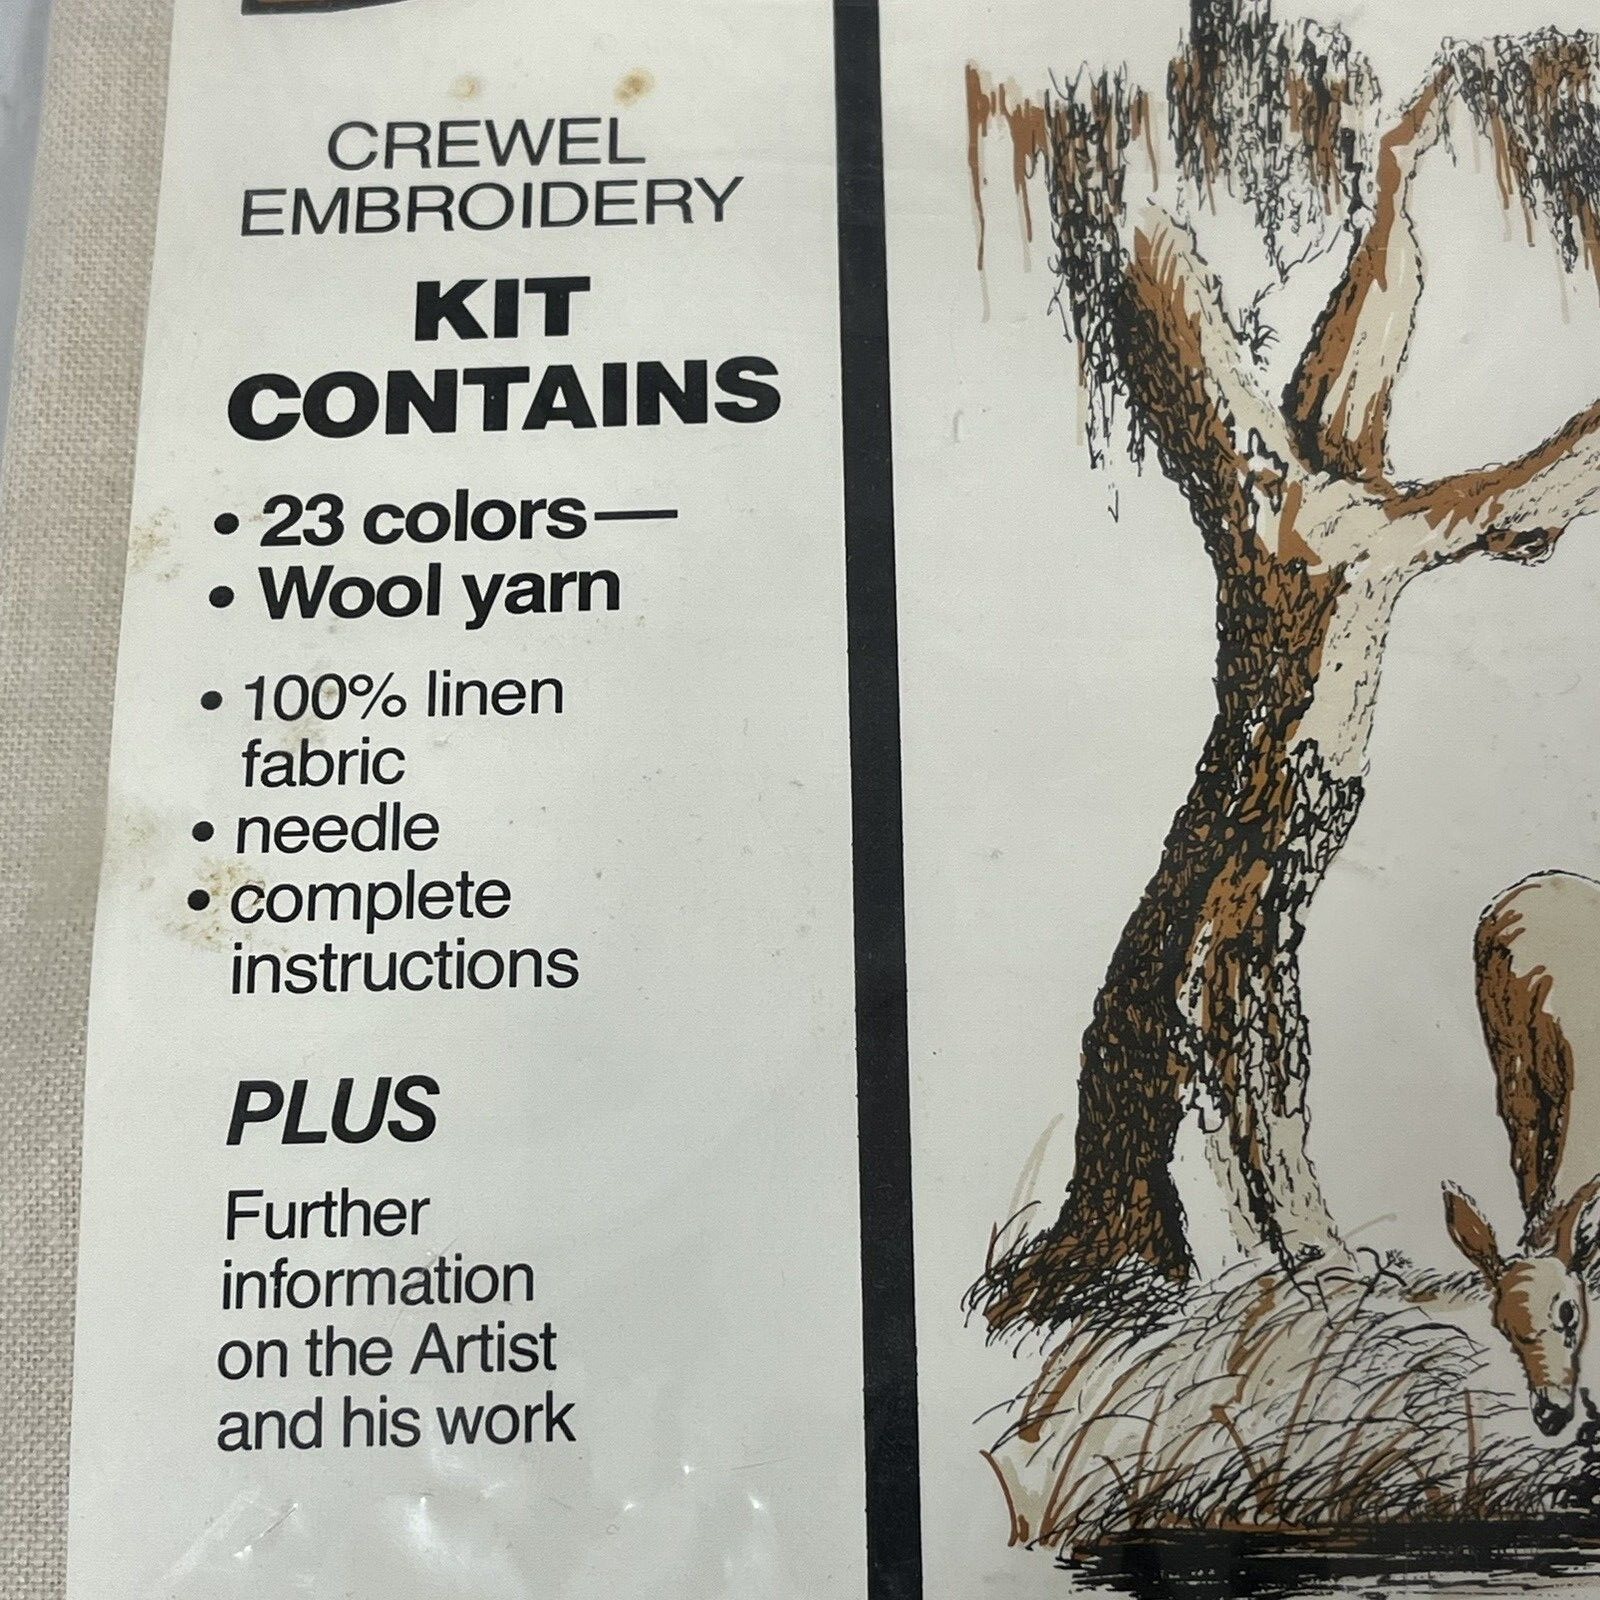 CREWEL
EMBROIDERY
KIT
CONTAINS
• 23 colors—
• Wool yarn
• 100% linen
fabric
• needle
• complete
instructions
PLUS
Further
information
on the Artist
and his work